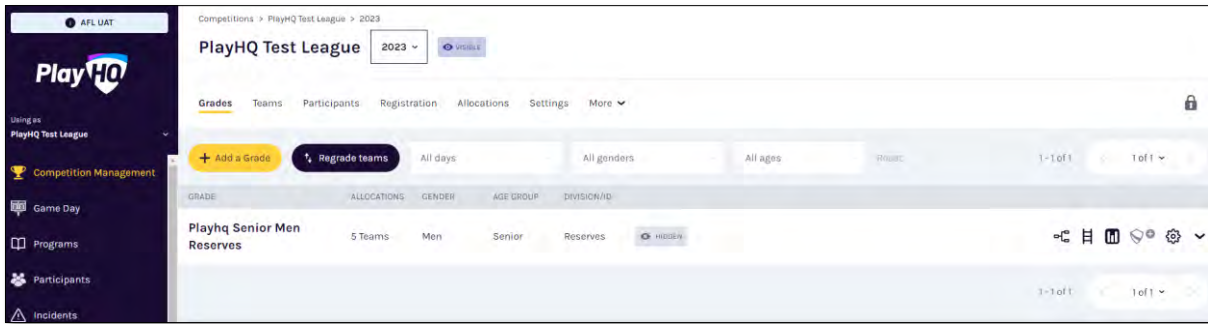 AFL UAT
PlayHQ
Using as
PlayHQ Test League
Competition Management
Game Day
Programs
Participants
Incidents
Competitions > PlayHQ Test League > 2023
PlayHQ Test League 2023 VISIBLE
Grades Teams Participants Registration Allocations Settings More
+ Add a Grade Regrade teams All days All genders All ages Reset 1-1 of 1 1 of 1
GRADE ALLOCATIONS GENDER AGE GROUP DIVISION/ID
Playhq Senior Men
Reserves
5 Teams Men Senior Reserves HIDDEN
1-1 of 1 1 of 1